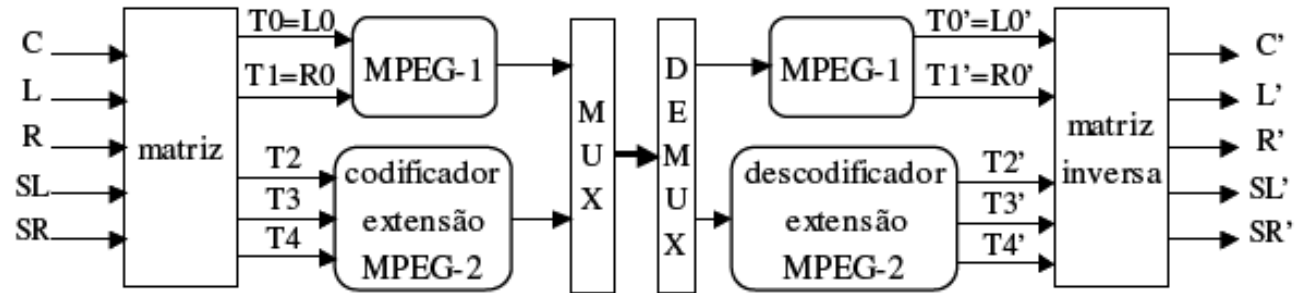 C
L
R
SL
SR
matriz
T0=L0
T1=R0
T2
T3
T4
MPEG-1
codificador
extensão
MPEG-2
M
U
X
D
E
M
U
X
MPEG-1
descodificador
extensão
MPEG-2
T0'=L0'
T1'=R0'
T2'
T3'
T4'
matriz
inversa
C'
L'
R'
SL'
SR'